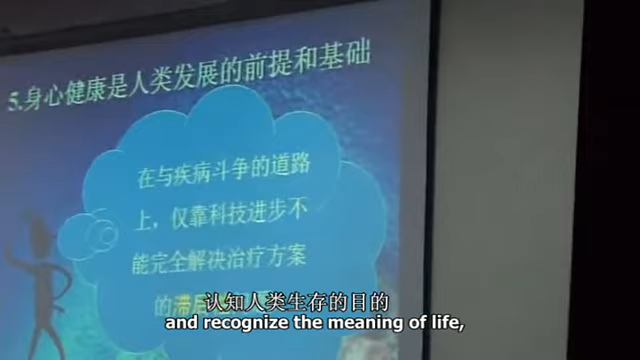 5.身心健康是人类发展的前提和基础
在与疾病斗争的道路
上，仅靠科技进步不
能完全解决治疗方案
的滞
认知人类生存的目的
and recognize the meaning of life,